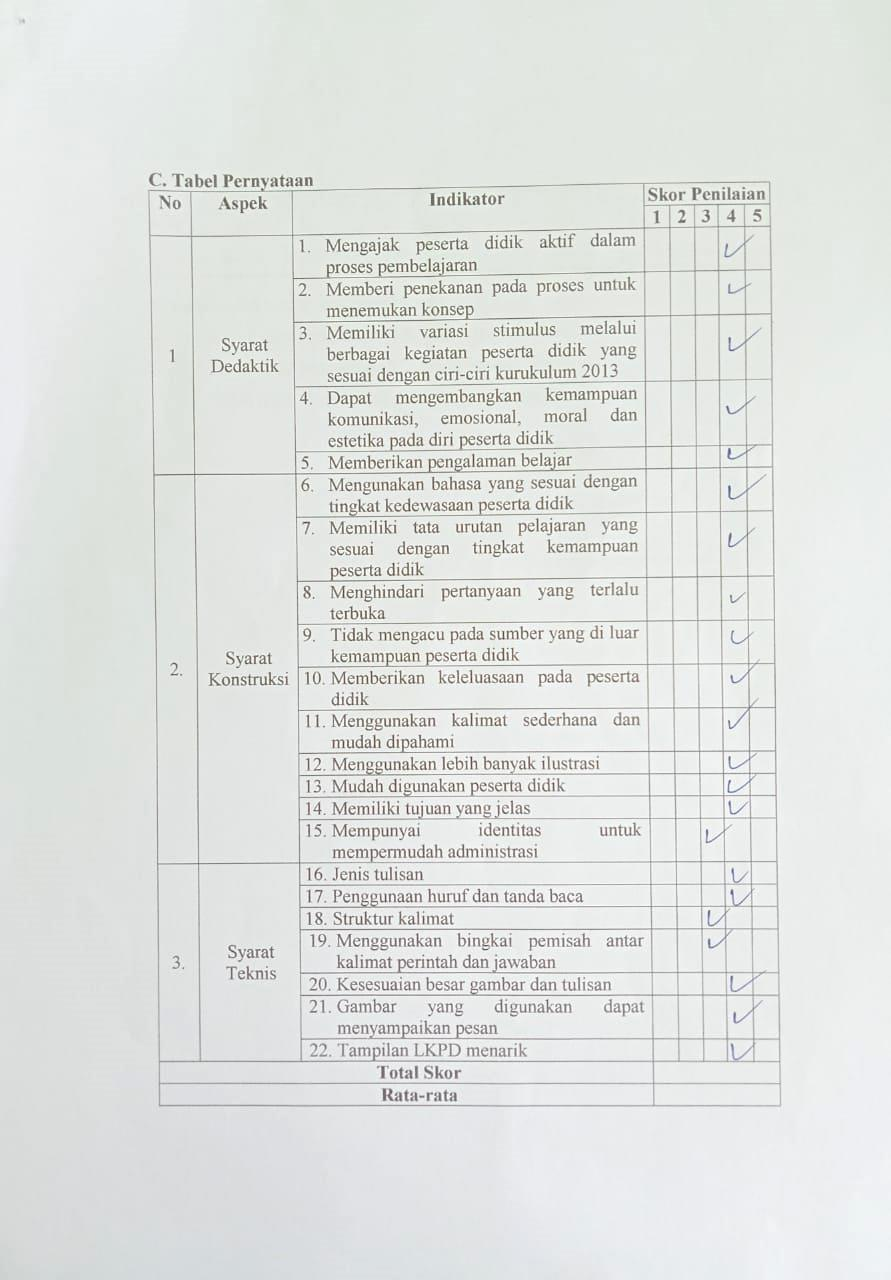 C. Tabel Pernyataan
No Aspek Indikator Skor Penilaian
1 2 3 4 5
1 Syarat Dedaktik
1. Mengajak peserta didik aktif dalam
proses pembelajaran
2. Memberi penekanan pada proses untuk
menemukan konsep
3. Memiliki variasi stimulus melalui
berbagai kegiatan peserta didik yang
sesuai dengan ciri-ciri kurukulum 2013
4. Dapat mengembangkan kemampuan
komunikasi, emosional, moral dan
estetika pada diri peserta didik
5. Memberikan pengalaman belajar
2. Syarat Konstruksi
6. Mengunakan bahasa yang sesuai dengan
tingkat kedewasaan peserta didik
7. Memiliki tata urutan pelajaran yang
sesuai dengan tingkat kemampuan
peserta didik
8. Menghindari pertanyaan yang terlalu
terbuka
9. Tidak mengacu pada sumber yang di luar
kemampuan peserta didik
10. Memberikan keleluasaan pada peserta
didik
11. Menggunakan kalimat sederhana dan
mudah dipahami
12. Menggunakan lebih banyak ilustrasi
13. Mudah digunakan peserta didik
14. Memiliki tujuan yang jelas
15. Mempunyai identitas untuk
mempermudah administrasi
3. Syarat Teknis
16. Jenis tulisan
17. Penggunaan huruf dan tanda baca
18. Struktur kalimat
19. Menggunakan bingkai pemisah antar
kalimat perintah dan jawaban
20. Kesesuaian besar gambar dan tulisan
21. Gambar yang digunakan dapat
menyampaikan pesan
22. Tampilan LKPD menarik
Total Skor
Rata-rata